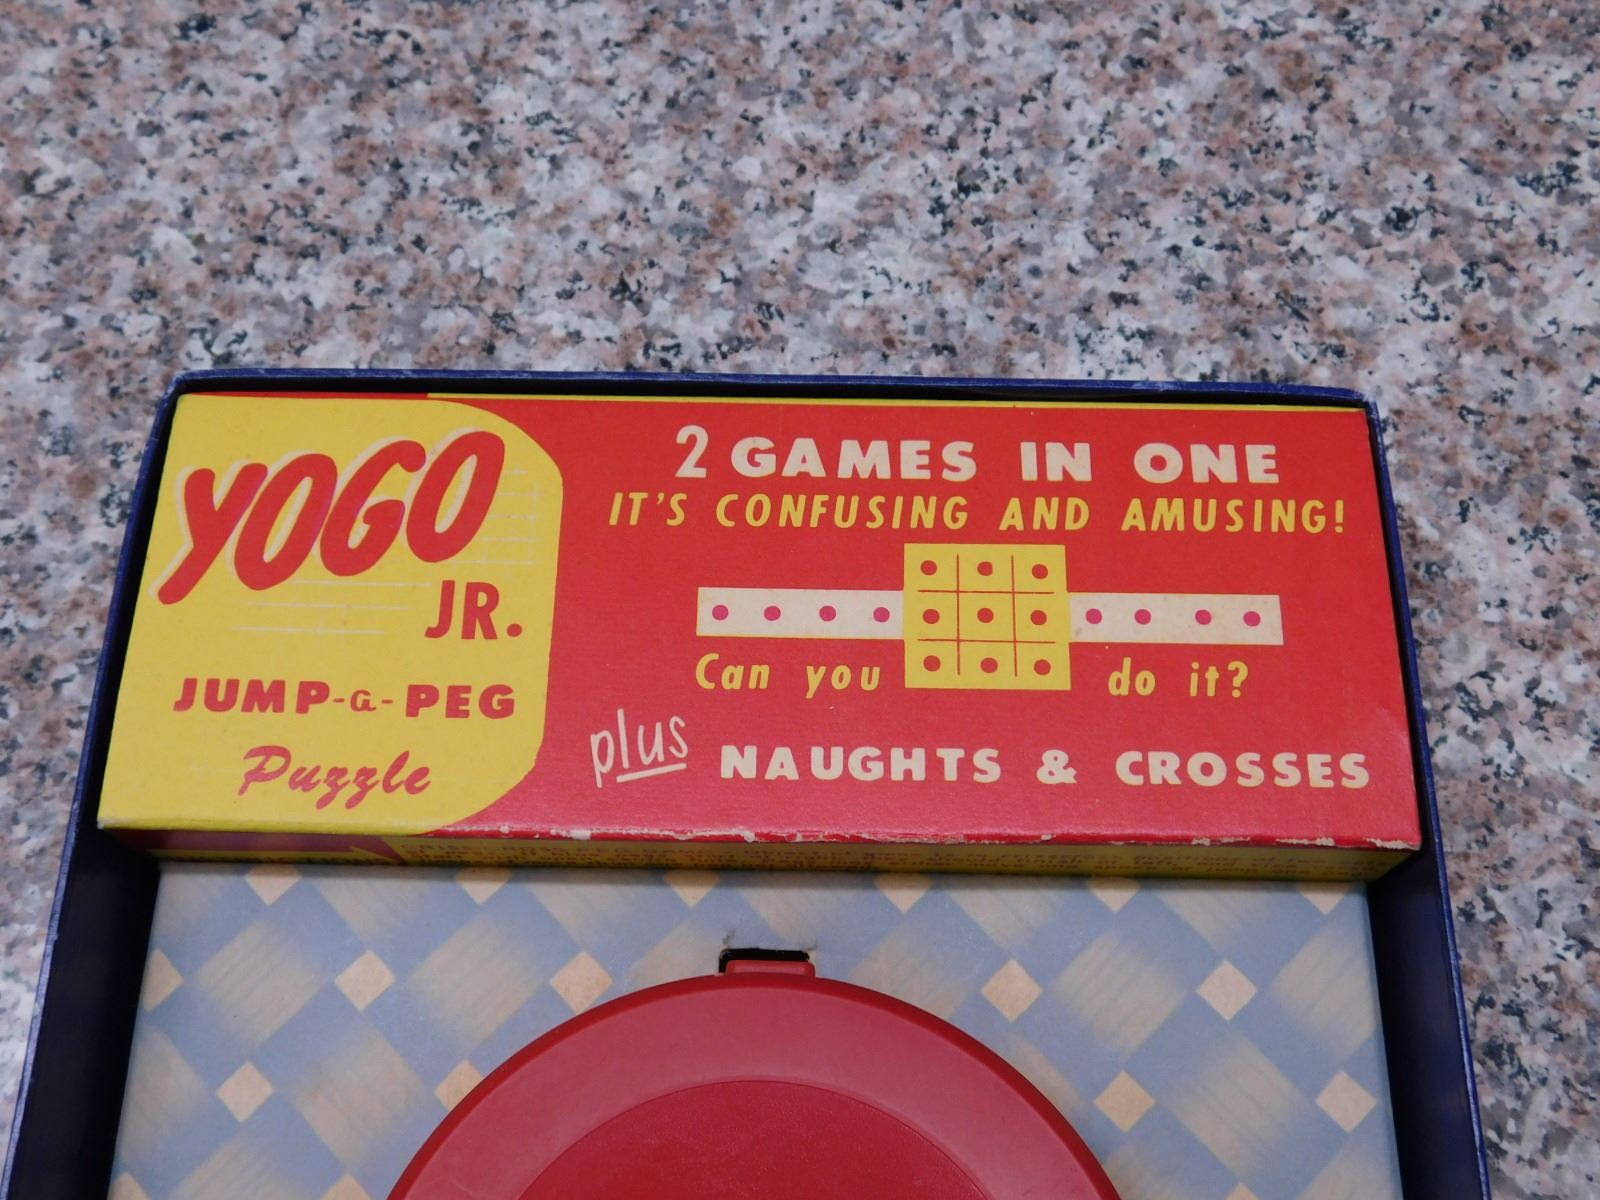 YOGO
JR.
JUMP-a-PEG
Puzzle
2 GAMES IN ONE
IT'S CONFUSING AND AMUSING!
Can you do it?
plus NAUGHTS & CROSSES